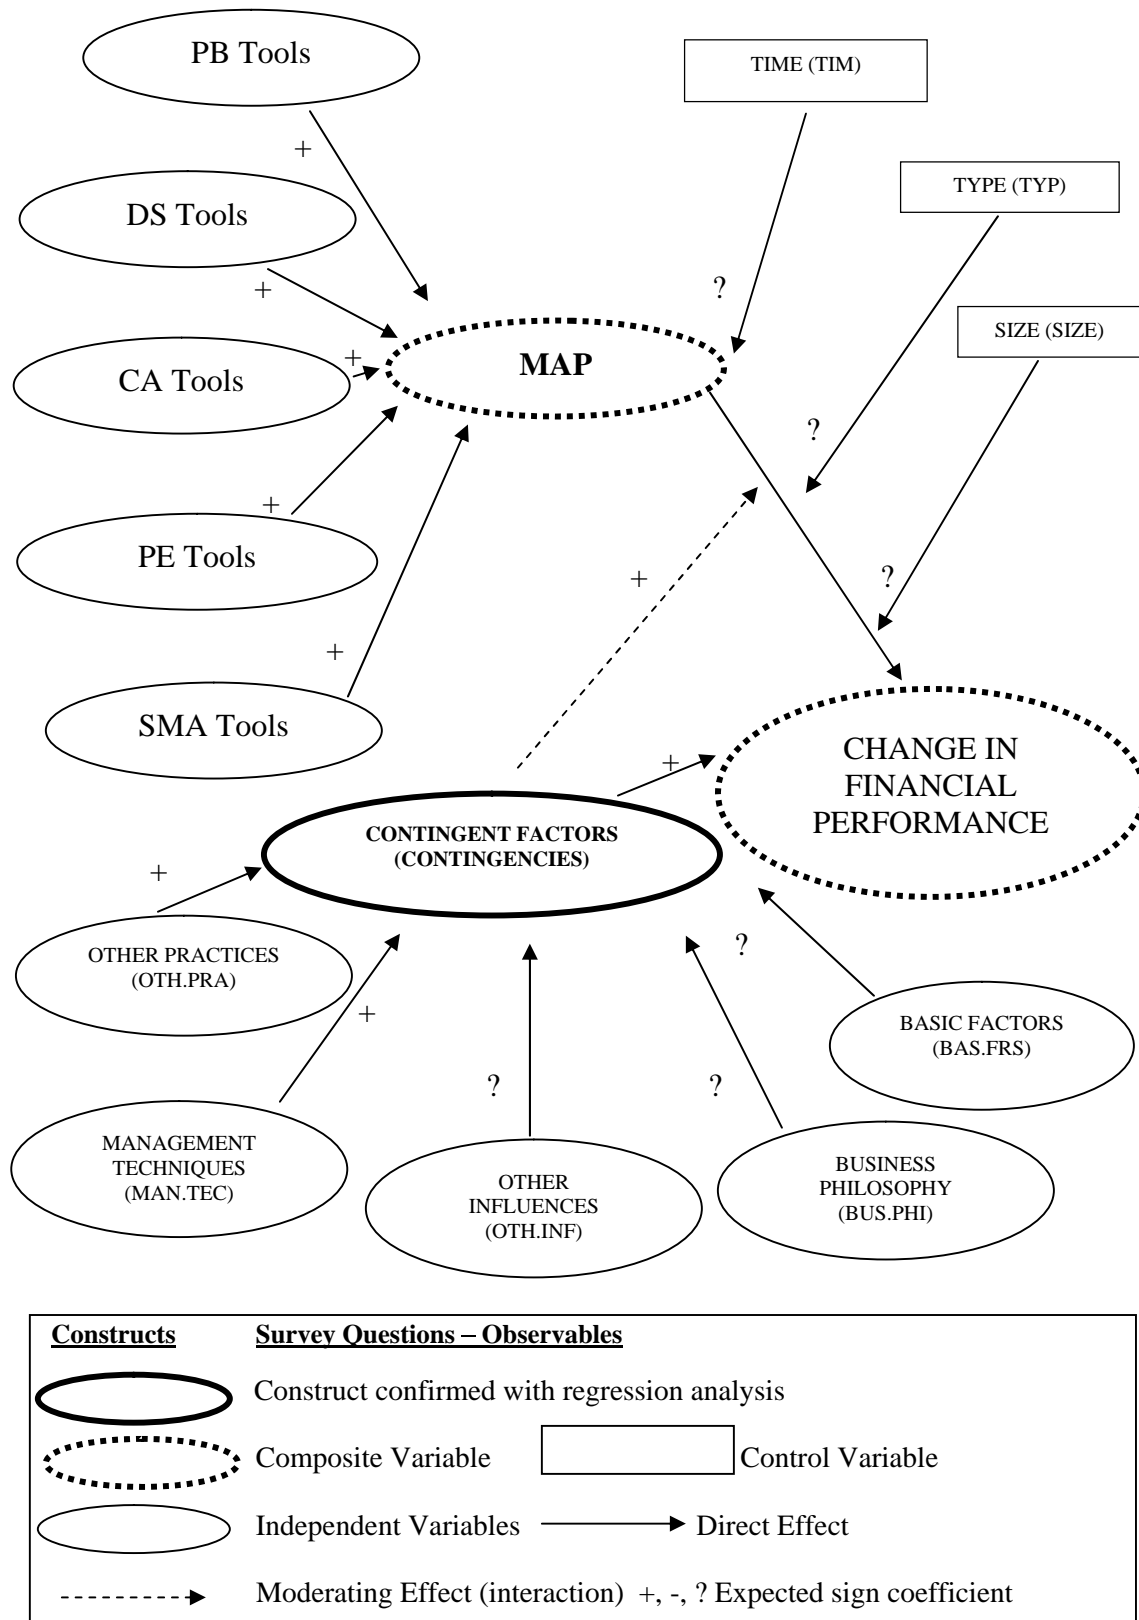 PB Tools
TIME (TIM)
+
TYPE (TYP)
DS Tools
+
?
SIZE (SIZE)
MAP
+
CA Tools
?
+
PE Tools
+
?
+
SMA Tools
CHANGE IN
FINANCIAL
PERFORMANCE
+
CONTINGENT FACTORS
(CONTINGENCIES)
+
OTHER PRACTICES
(OTH.PRA)
?
+
BASIC FACTORS
(BAS.FRS)
?
?
MANAGEMENT
TECHNIQUES
(MAN.TEC)
OTHER
INFLUENCES
(OTH.INF)
BUSINESS
PHILOSOPHY
(BUS.PHI)
Constructs Survey Questions – Observables
Construct confirmed with regression analysis
Composite Variable Control Variable
Independent Variables Direct Effect
Moderating Effect (interaction) +, -, ? Expected sign coefficient